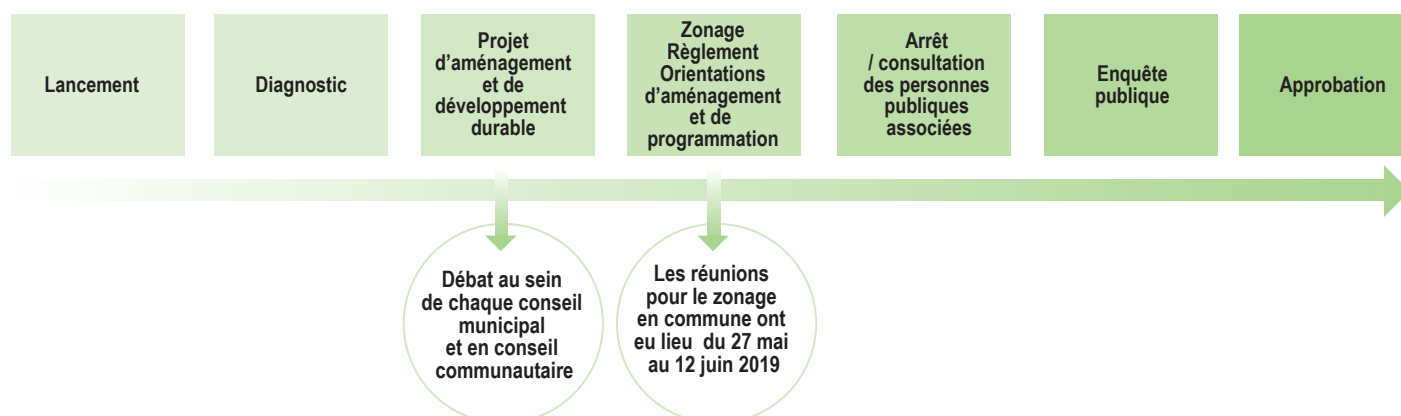 Lancement
Diagnostic
Projet
d’aménagement
et de
développement
durable
Zonage
Règlement
Orientations
d’aménagement
et de
programmation
Arrêt
/ consultation
des personnes
publiques
associées
Enquête
publique
Approbation
Débat au sein
de chaque conseil
municipal
et en conseil
communautaire
Les réunions
pour le zonage
en commune ont
eu lieu du 27 mai
au 12 juin 2019